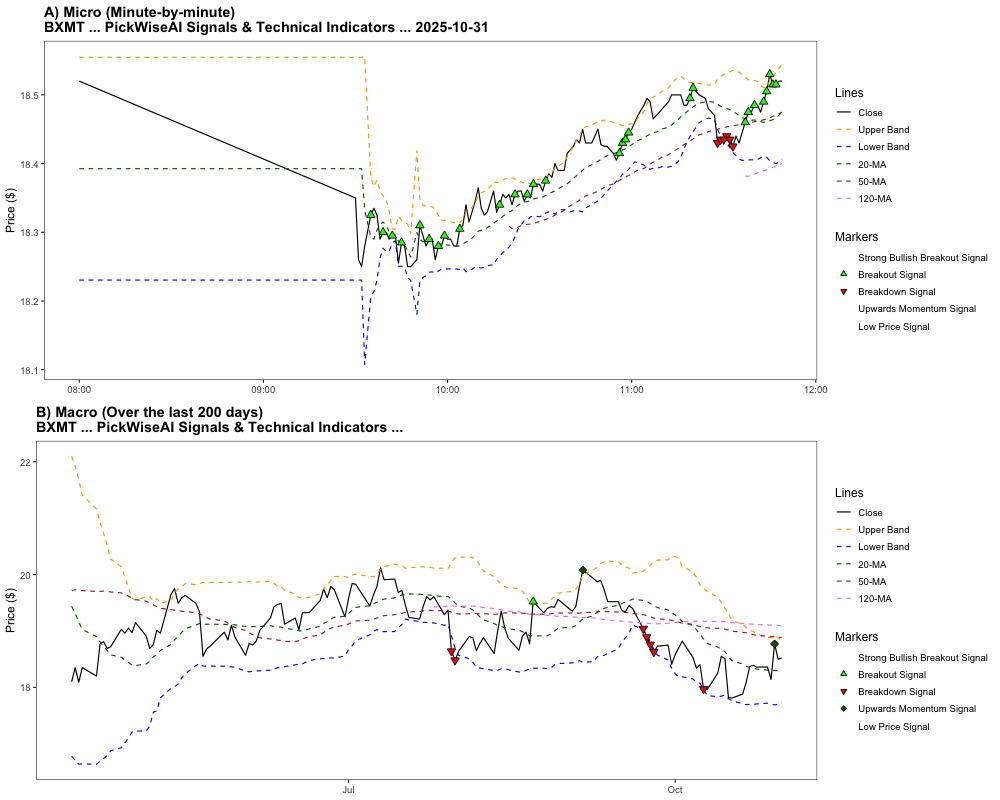 A) Micro (Minute-by-minute)
BXMT ... PickWiseAI Signals & Technical Indicators ... 2025-10-31
Price ($)
18.5
18.4
18.3
18.2
18.1
08:00
09:00
10:00
11:00
12:00
Lines
Close
Upper Band
Lower Band
20-MA
50-MA
120-MA
Markers
Strong Bullish Breakout Signal
Breakout Signal
Breakdown Signal
Upwards Momentum Signal
Low Price Signal
B) Macro (Over the last 200 days)
BXMT ... PickWiseAI Signals & Technical Indicators ...
Price ($)
22
20
18
Jul
Oct
Lines
Close
Upper Band
Lower Band
20-MA
50-MA
120-MA
Markers
Strong Bullish Breakout Signal
Breakout Signal
Breakdown Signal
Upwards Momentum Signal
Low Price Signal